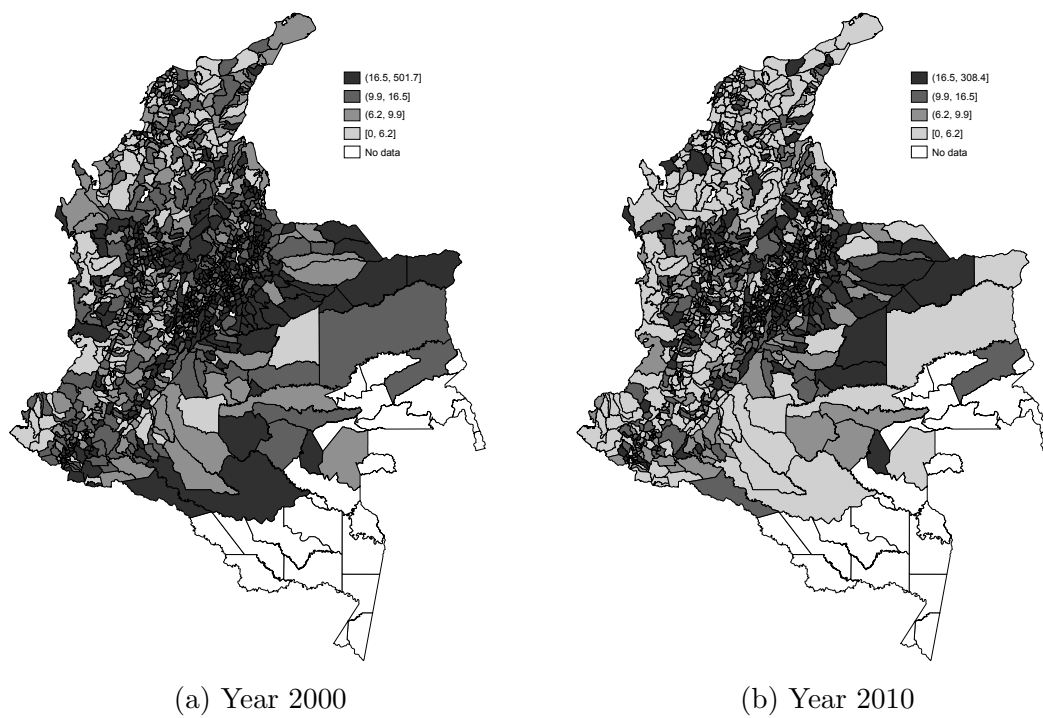 (16.5, 501.7]
(9.9, 16.5]
(6.2, 9.9]
[0, 6.2]
No data
(16.5, 308.4]
(9.9, 16.5]
(6.2, 9.9]
[0, 6.2]
No data
(a) Year 2000
(b) Year 2010